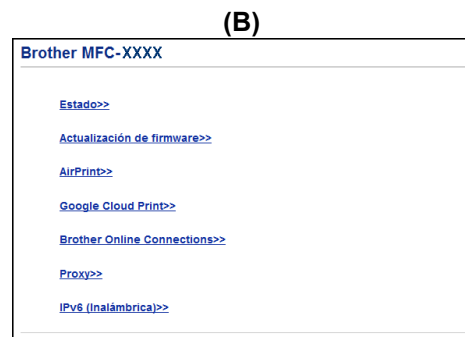 (B)
Brother MFC-XXXX
Estado>>
Actualización de firmware>>
AirPrint>>
Google Cloud Print>>
Brother Online Connections>>
Proxy>>
IPv6 (Inalámbrica)>>